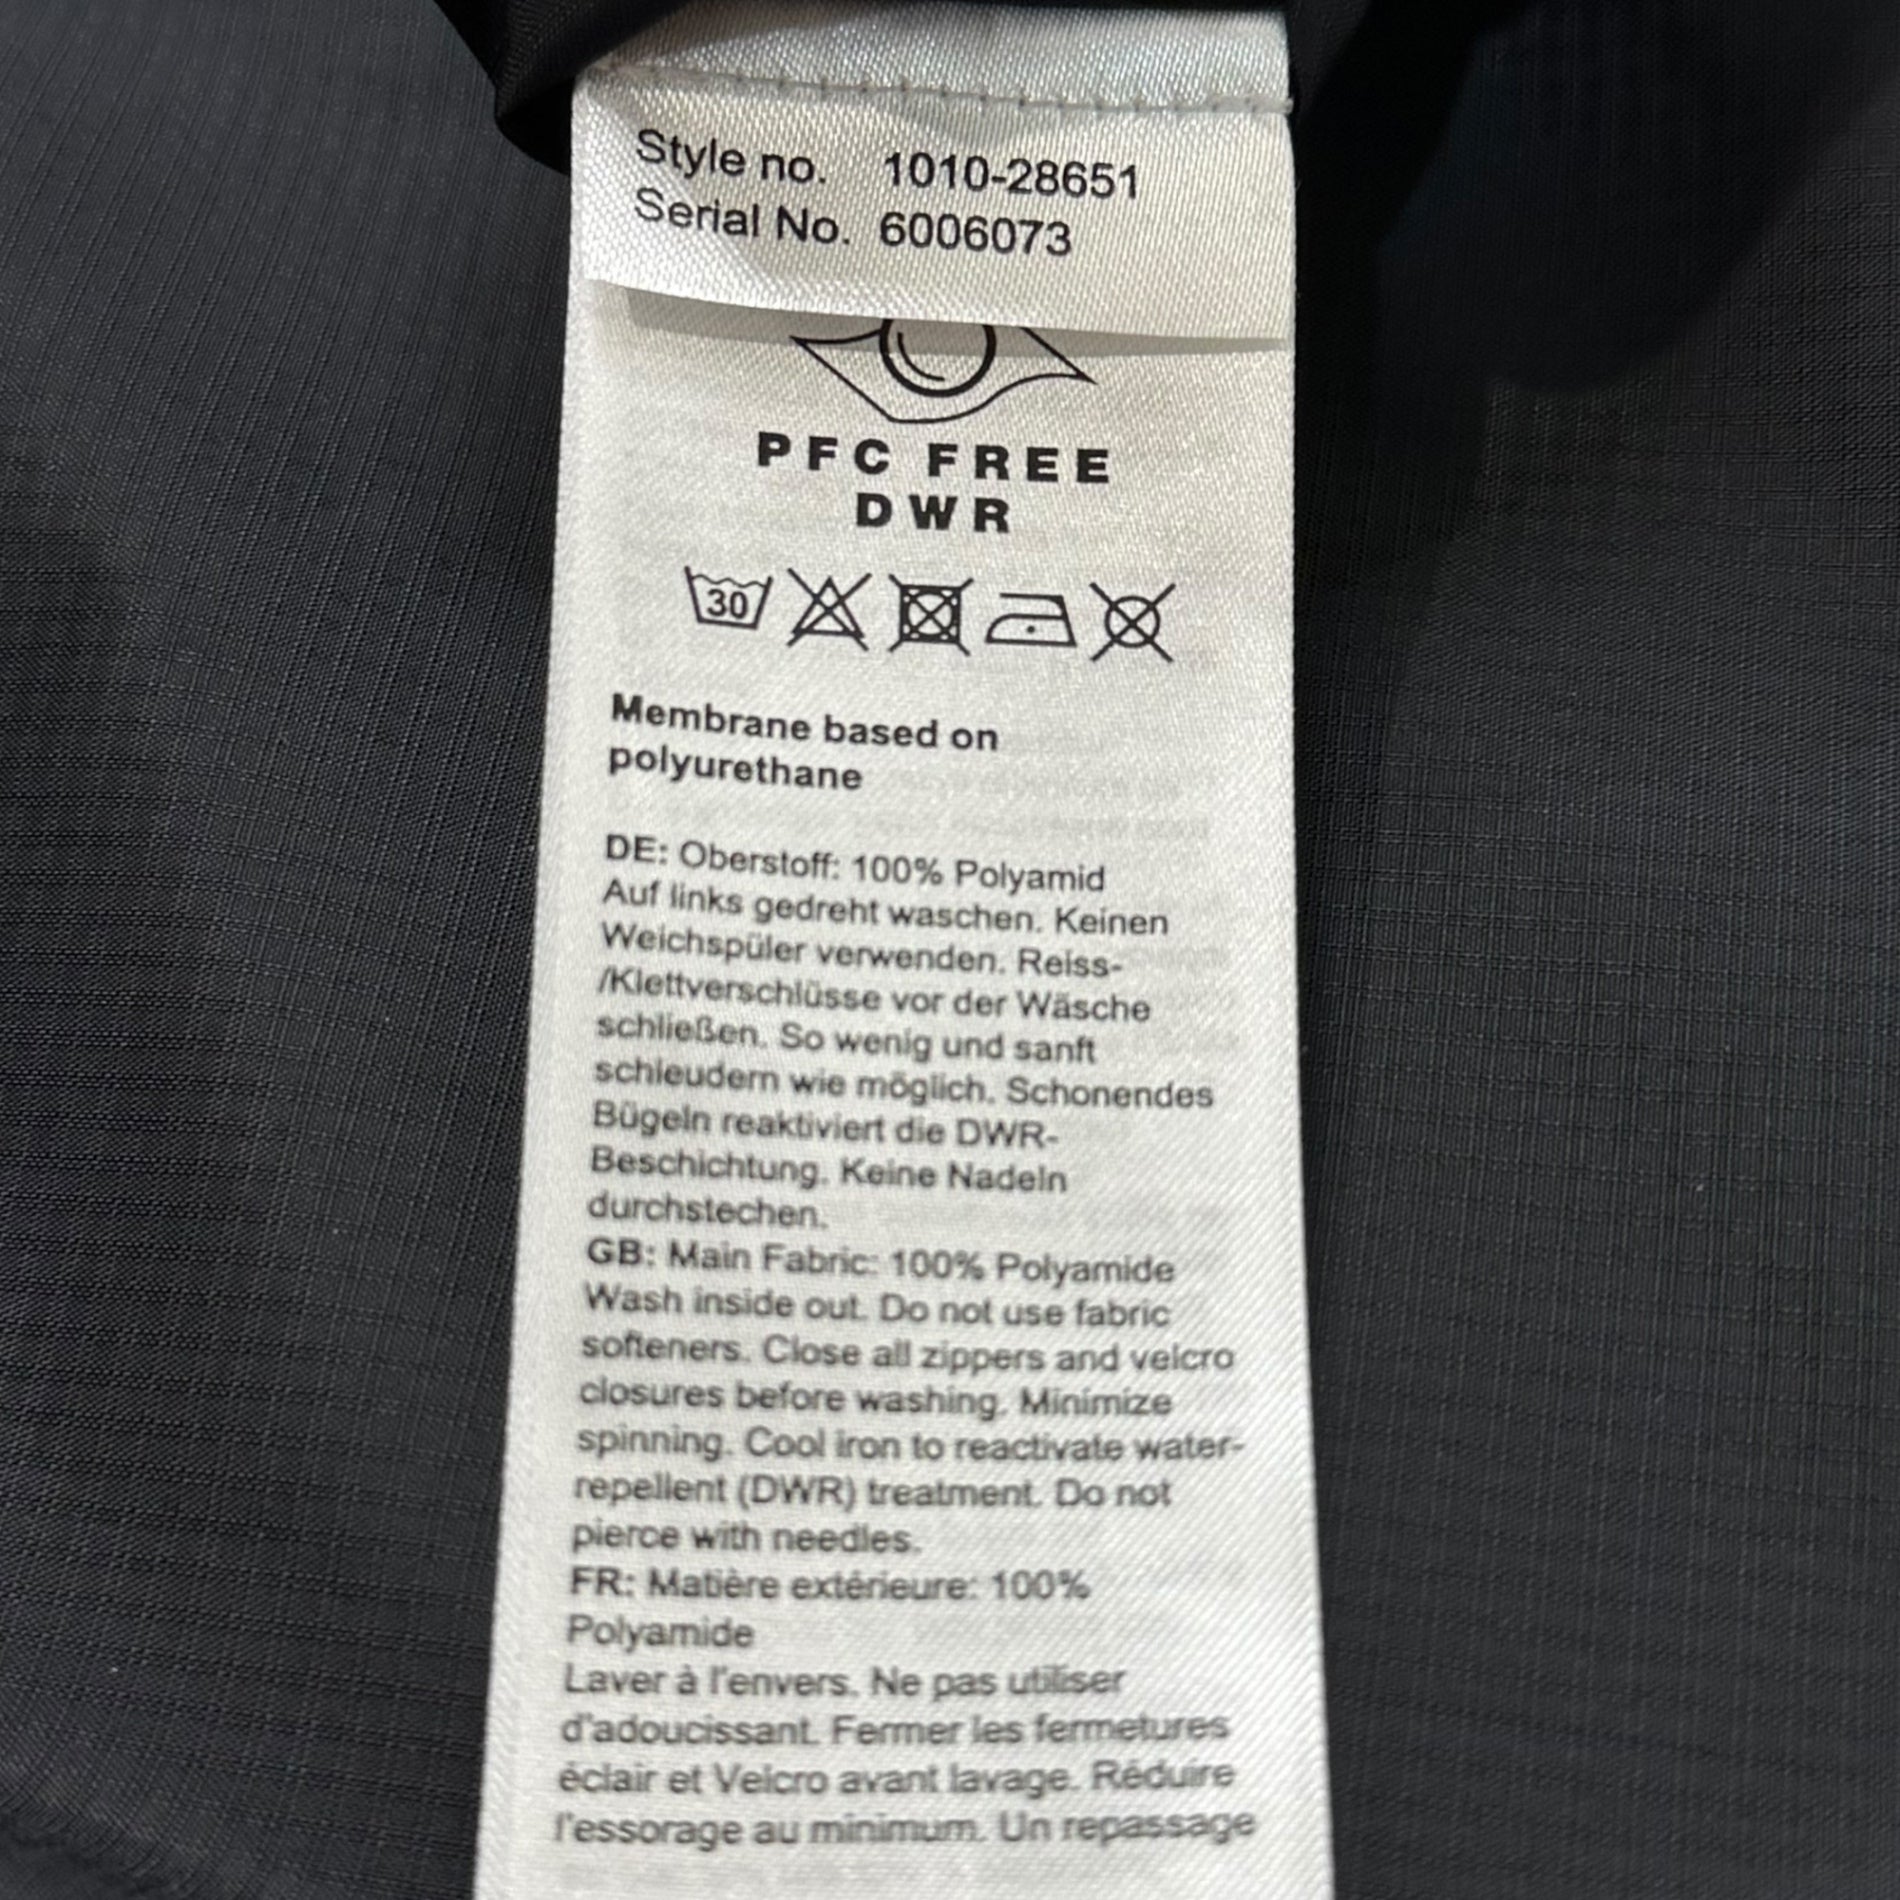 Style no. 1010-28651
Serial No. 6006073
PFC FREE
DWR
30
Membrane based on
polyurethane
DE: Oberstoff: 100% Polyamid
Auf links gedreht waschen. Keinen
Weichspüler verwenden. Reiss-
/Klettverschlüsse vor der Wäsche
schließen. So wenig und sanft
schleudern wie möglich. Schonendes
Bügeln reaktiviert die DWR-
Beschichtung. Keine Nadeln
durchstechen.
GB: Main Fabric: 100% Polyamide
Wash inside out. Do not use fabric
softeners. Close all zippers and velcro
closures before washing. Minimize
spinning. Cool iron to reactivate water-
repellent (DWR) treatment. Do not
pierce with needles.
FR: Matière extérieure: 100%
Polyamide
Laver à l'envers. Ne pas utiliser
d'adoucissant. Fermer les fermetures
éclair et Velcro avant lavage. Réduire
l'essorage au minimum. Un repassage